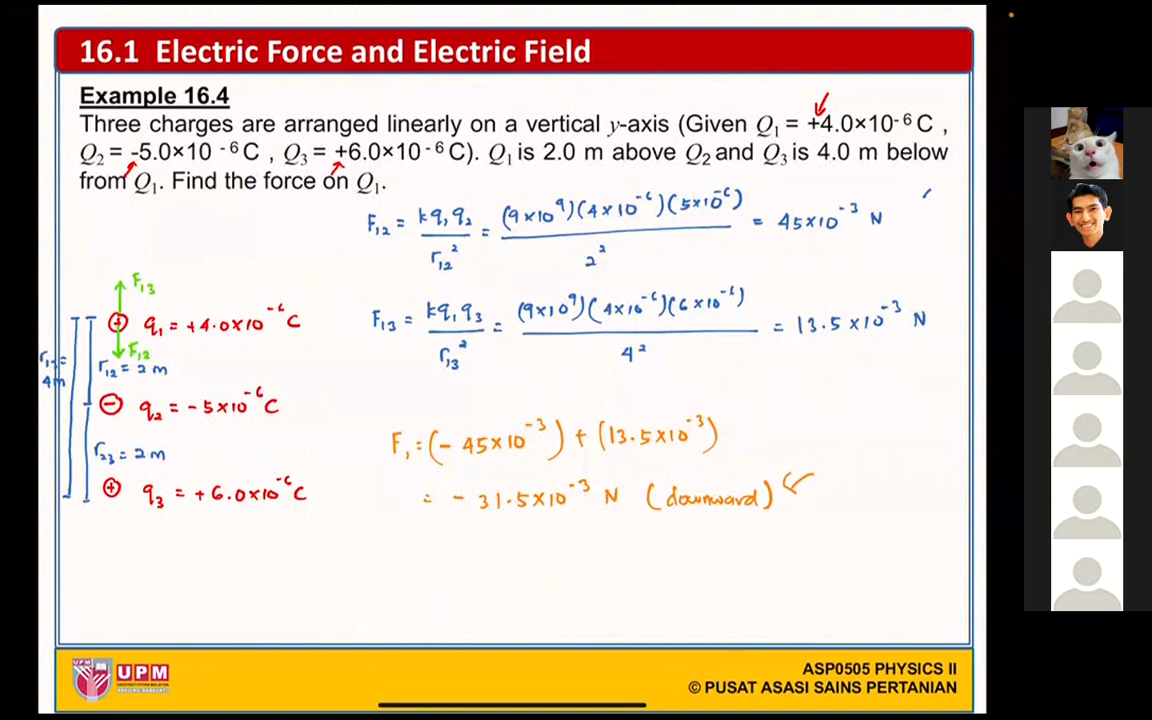 16.1 Electric Force and Electric Field
Example 16.4
Three charges are arranged linearly on a vertical y-axis (Given Q₁ = +4.0×10⁻⁶ C ,
Q₂ = -5.0×10 ⁻⁶ C , Q₃ = +6.0×10⁻⁶ C). Q₁ is 2.0 m above Q₂ and Q₃ is 4.0 m below
from Q₁. Find the force on Q₁.
F₁₂ = kq₁q₂/r₁₂² = (9×10⁹)(4×10⁻⁶)(5×10⁻⁶)/2² = 45×10⁻³ N
F₁₃ = kq₁q₃/r₁₃² = (9×10⁹)(4×10⁻⁶)(6×10⁻⁶)/4² = 13.5×10⁻³ N
F₁₃
⊕ q₁ = +4.0×10⁻⁶ C
F₁₂
r₁₃ = 4m
r₁₂ = 2 m
⊖ q₂ = -5×10⁻⁶ C
r₂₃ = 2 m
⊕ q₃ = +6.0×10⁻⁶ C
F₁ = (-45×10⁻³) + (13.5×10⁻³)
= -31.5×10⁻³ N (downward)
UPM
UPM
ASP0505 PHYSICS II
© PUSAT ASASI SAINS PERTANIAN